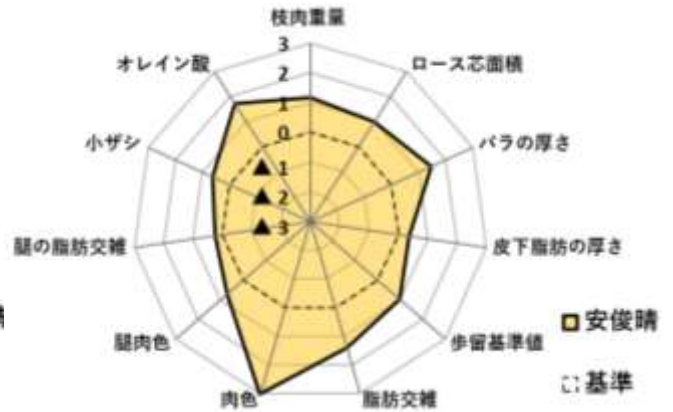 枝肉重量
3
2
1
0
▲ 1
▲ 2
▲ 3
ロース芯面積
バラの厚さ
皮下脂肪の厚さ
歩留基準値
脂肪交雑
肉色
腿肉色
腿の脂肪交雑
小ザシ
オレイン酸
安俊晴
基準